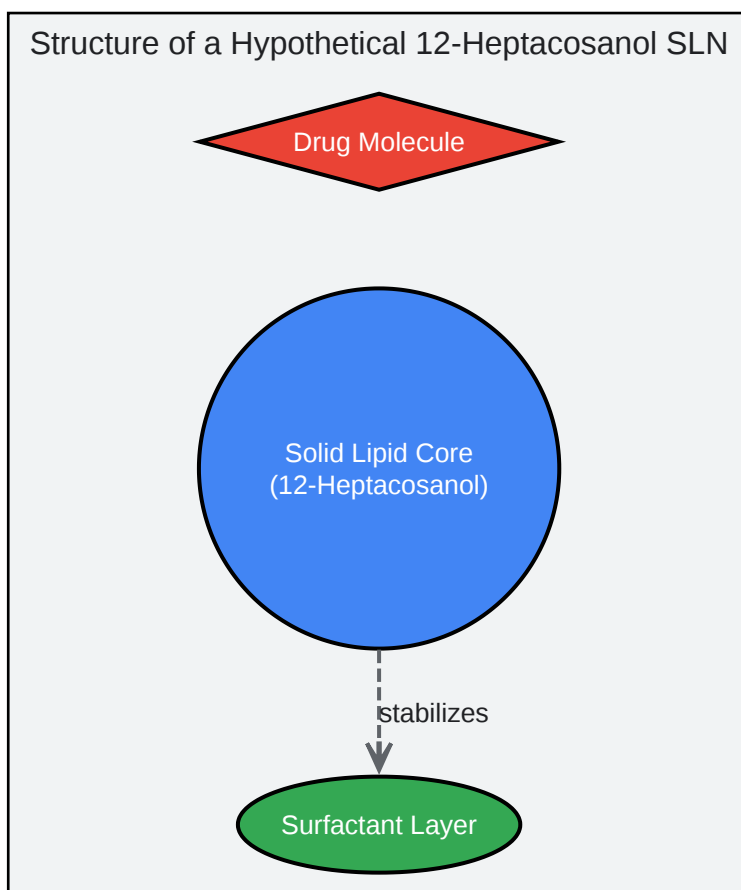 Structure of a Hypothetical 12-Heptacosanol SLN
Drug Molecule
Solid Lipid Core
(12-Heptacosanol)
stabilizes
Surfactant Layer